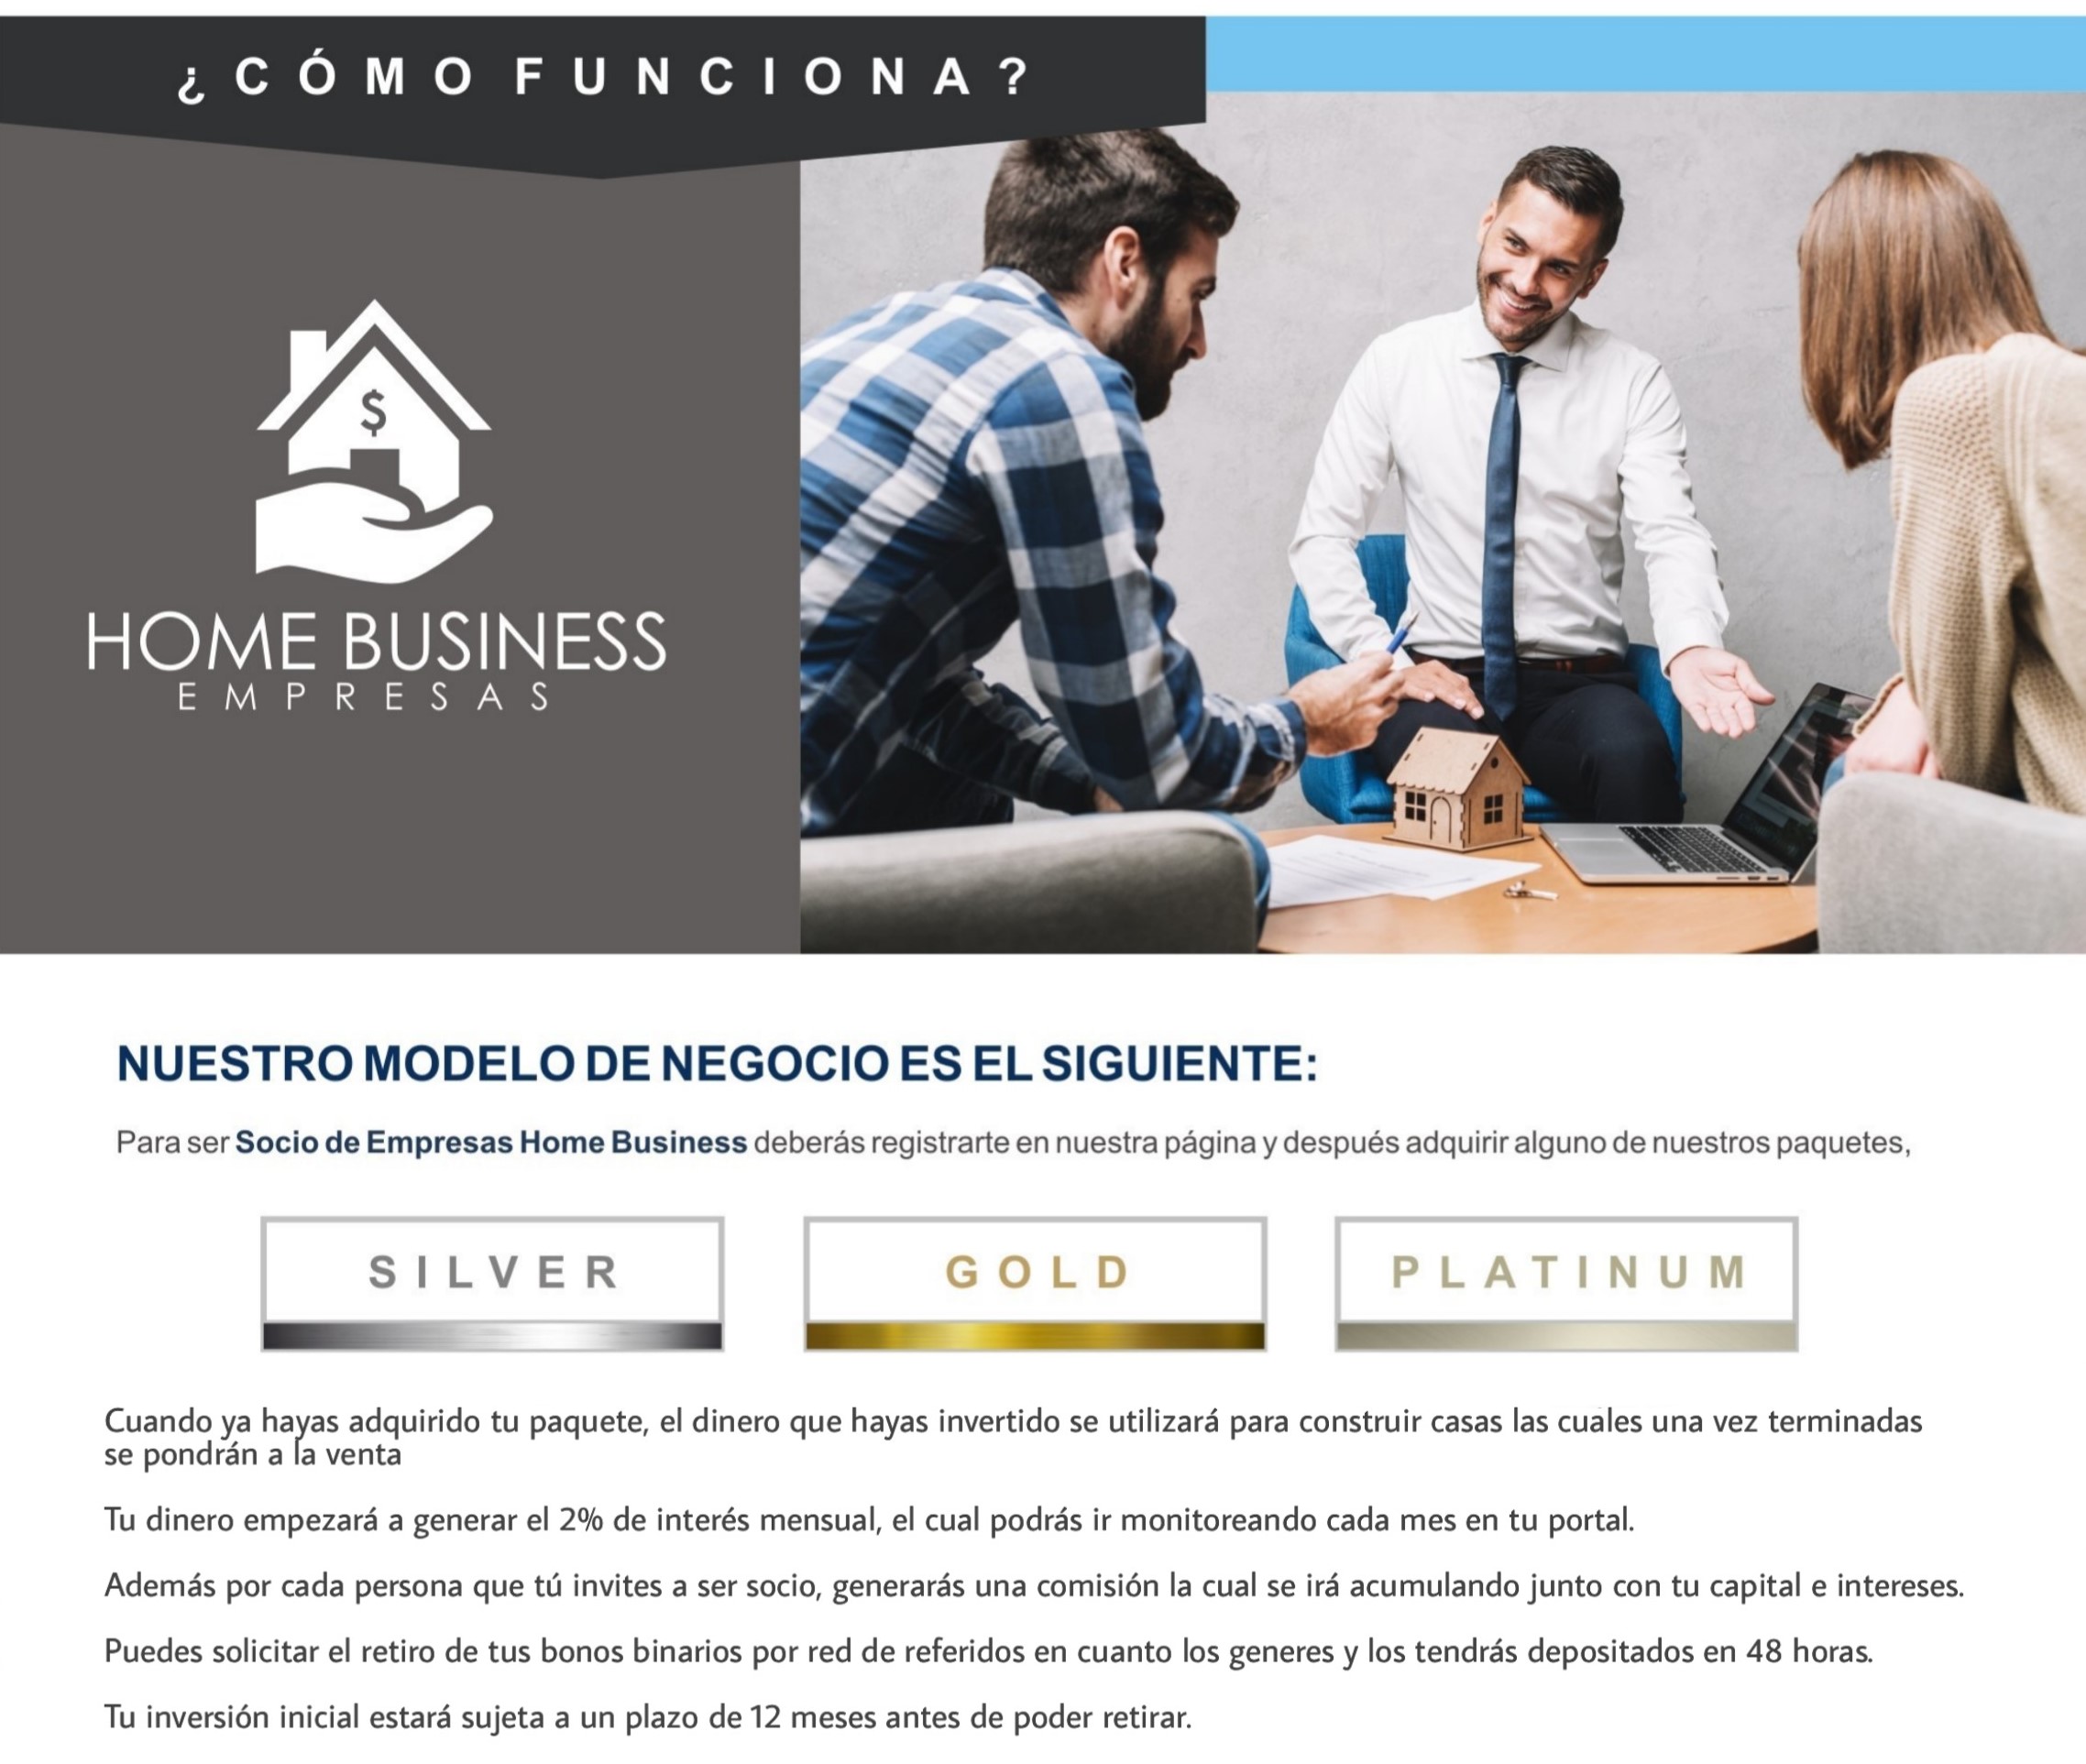 ¿CÓMO FUNCIONA?
$
HOME BUSINESS
EMPRESAS
NUESTRO MODELO DE NEGOCIO ES EL SIGUIENTE:
Para ser Socio de Empresas Home Business deberás registrarte en nuestra página y después adquirir alguno de nuestros paquetes,
SILVER
GOLD
PLATINUM
Cuando ya hayas adquirido tu paquete, el dinero que hayas invertido se utilizará para construir casas las cuales una vez terminadas
se pondrán a la venta
Tu dinero empezará a generar el 2% de interés mensual, el cual podrás ir monitoreando cada mes en tu portal.
Además por cada persona que tú invites a ser socio, generarás una comisión la cual se irá acumulando junto con tu capital e intereses.
Puedes solicitar el retiro de tus bonos binarios por red de referidos en cuanto los generes y los tendrás depositados en 48 horas.
Tu inversión inicial estará sujeta a un plazo de 12 meses antes de poder retirar.